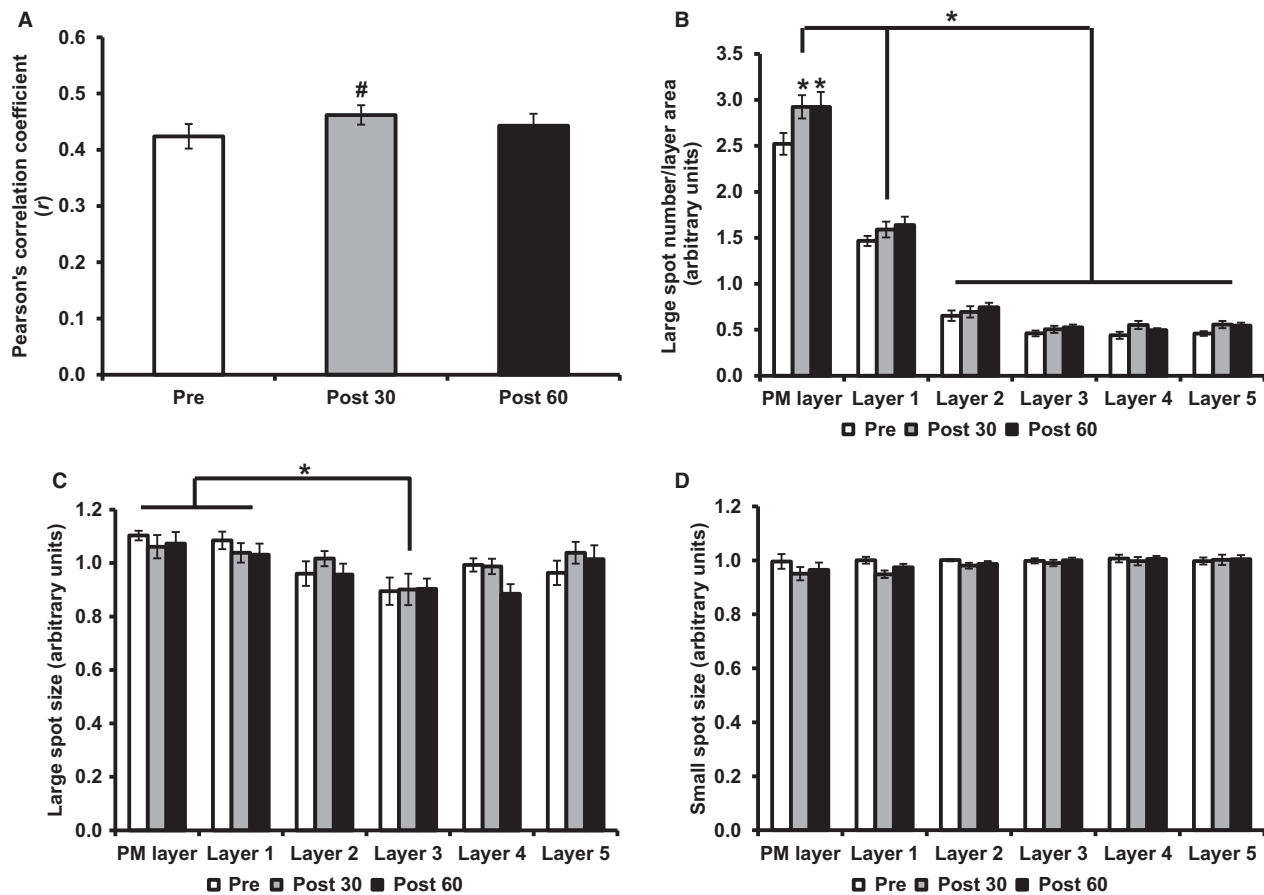 A
Pearson's correlation coefficient
(r)
0.6
0.5
0.4
0.3
0.2
0.1
0.0
#
Pre
Post 30
Post 60
B
*
Large spot number/layer area
(arbitrary units)
3.5
3.0
2.5
2.0
1.5
1.0
0.5
0.0
* *
PM layer Layer 1 Layer 2 Layer 3 Layer 4 Layer 5
Pre Post 30 Post 60
C
*
Large spot size (arbitrary units)
1.2
1.0
0.8
0.6
0.4
0.2
0.0
PM layer Layer 1 Layer 2 Layer 3 Layer 4 Layer 5
Pre Post 30 Post 60
D
Small spot size (arbitrary units)
1.2
1.0
0.8
0.6
0.4
0.2
0.0
PM layer Layer 1 Layer 2 Layer 3 Layer 4 Layer 5
Pre Post 30 Post 60